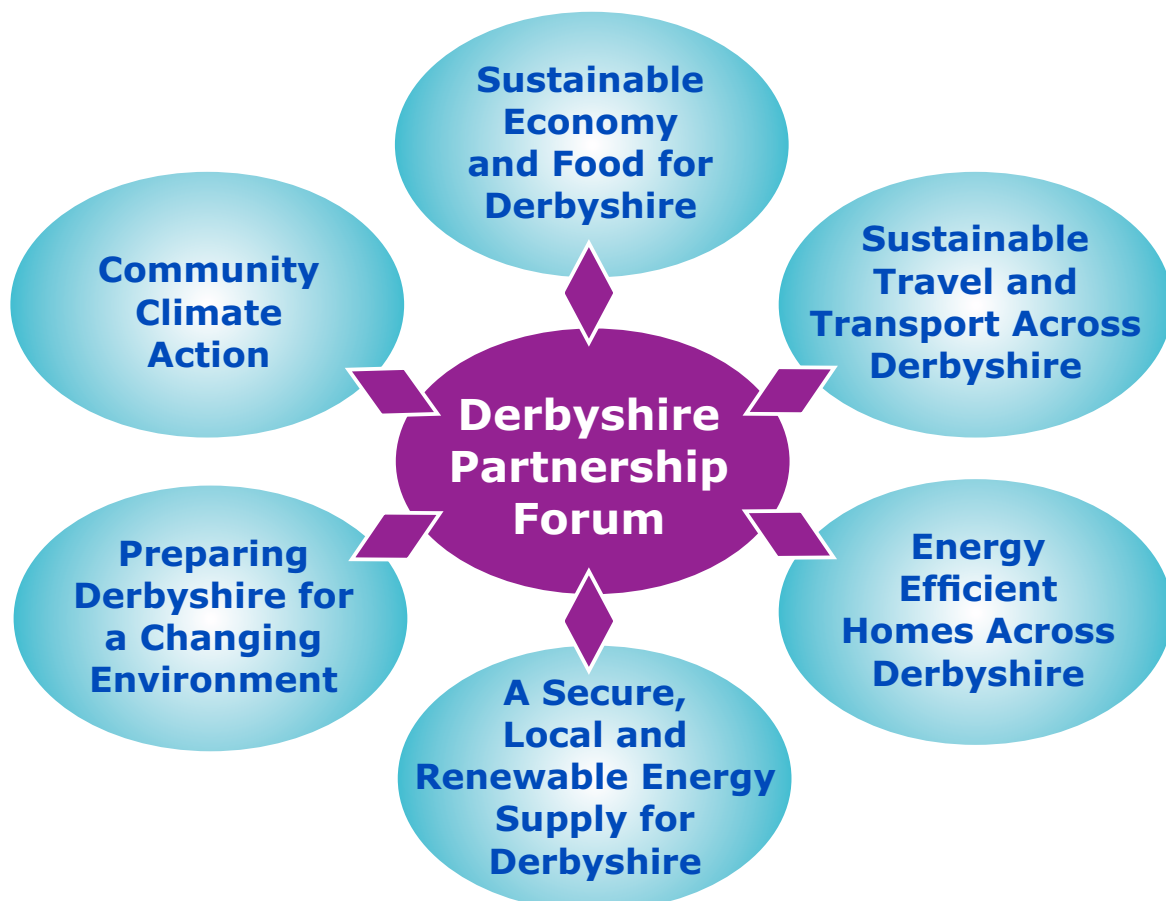 Sustainable
Economy
and Food for
Derbyshire
Sustainable
Travel and
Transport Across
Derbyshire
Community
Climate
Action
Derbyshire
Partnership
Forum
Energy
Efficient
Homes Across
Derbyshire
Preparing
Derbyshire for
a Changing
Environment
A Secure,
Local and
Renewable Energy
Supply for
Derbyshire